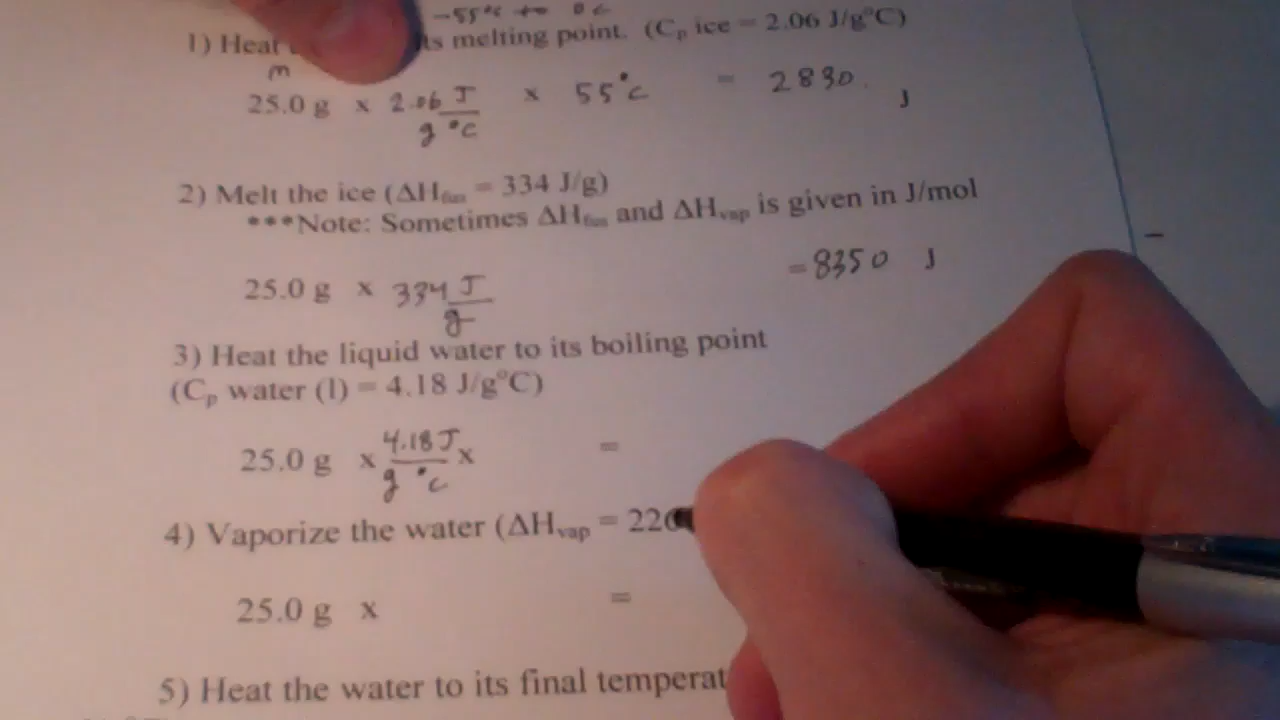 -55°C to 0°C
1) Heat its melting point. (Cp ice = 2.06 J/g°C)
m
25.0 g x 2.06 J / g °C x 55°C = 2830 J
2) Melt the ice (ΔHfus = 334 J/g)
***Note: Sometimes ΔHfus and ΔHvap is given in J/mol
25.0 g x 334 J / g = 8350 J
3) Heat the liquid water to its boiling point
(Cp water (l) = 4.18 J/g°C)
25.0 g x 4.18 J / g °C x =
4) Vaporize the water (ΔHvap = 226
25.0 g x =
5) Heat the water to its final temperat